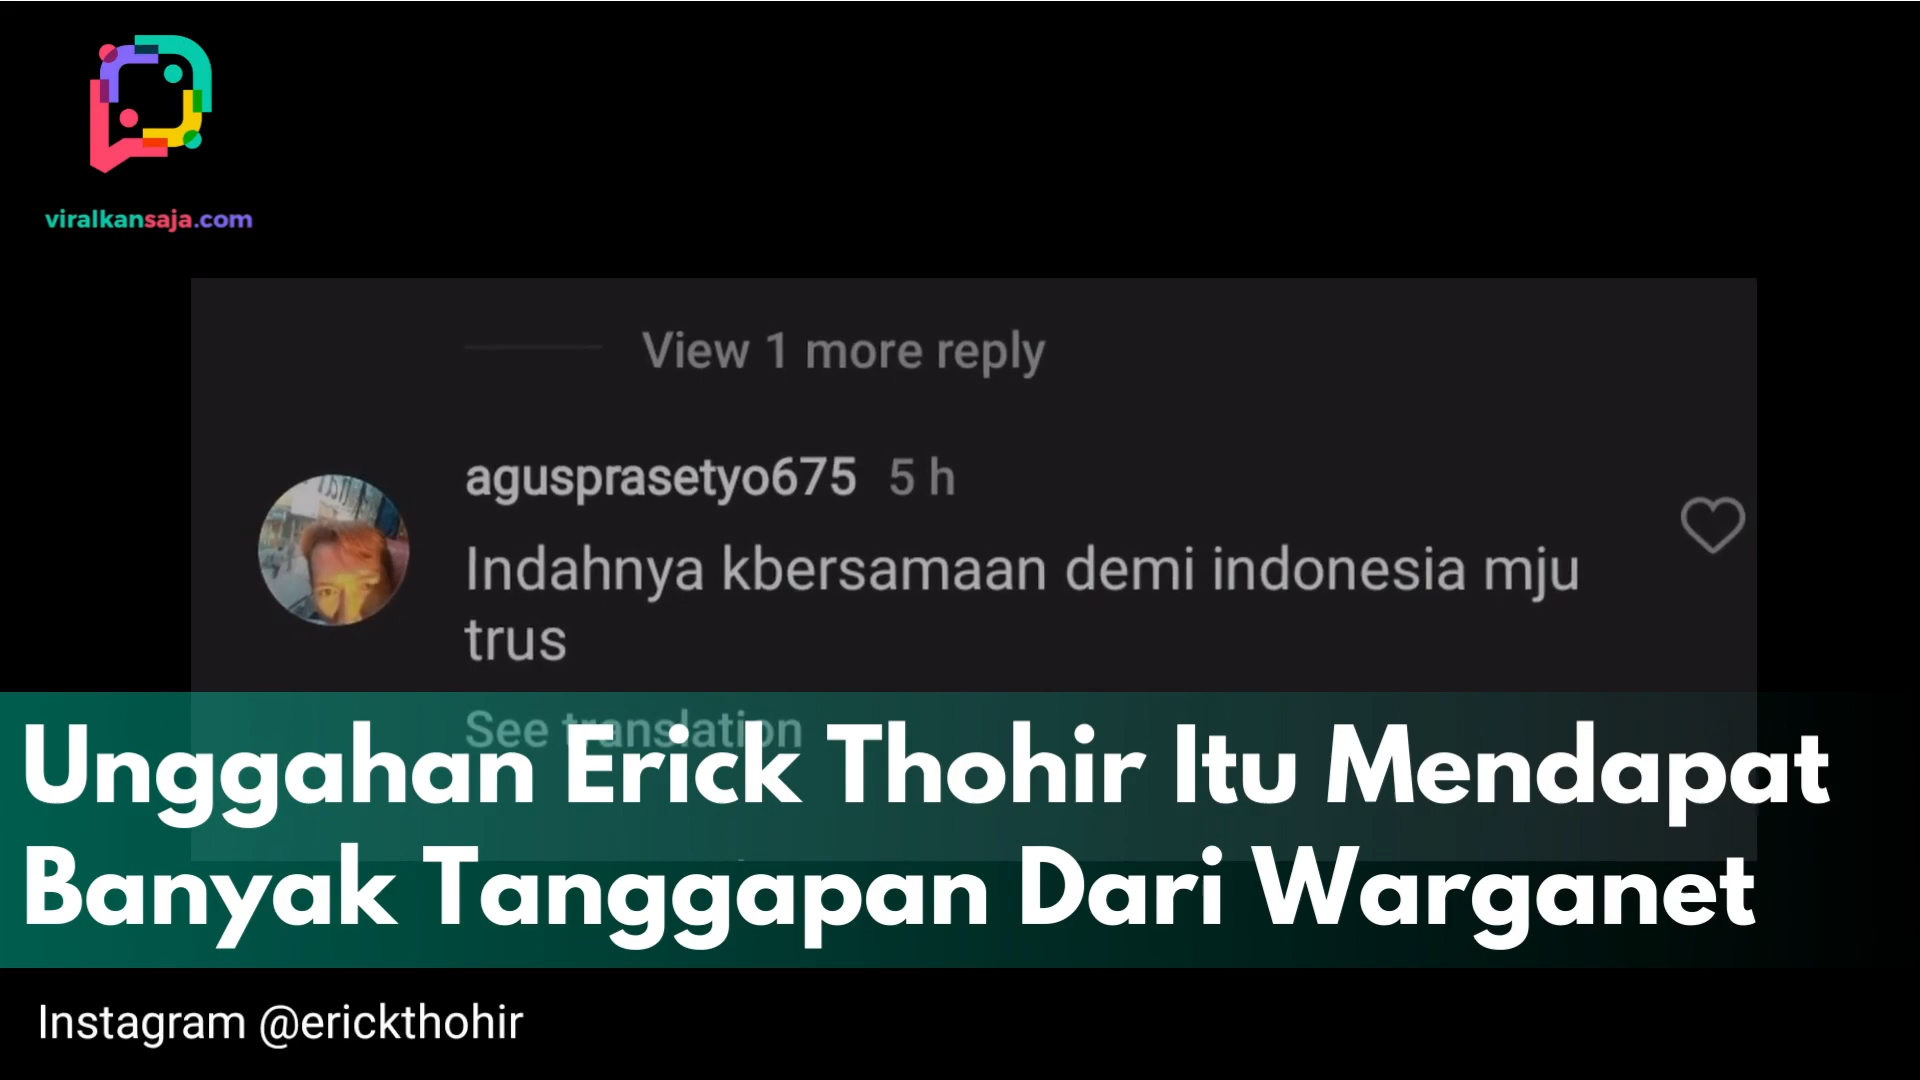 viralkansaja.com
View 1 more reply
agusprasetyo675 5 h
Indahnya kbersamaan demi indonesia mju
trus
See translation
Unggahan Erick Thohir Itu Mendapat
Banyak Tanggapan Dari Warganet
Instagram @erickthohir